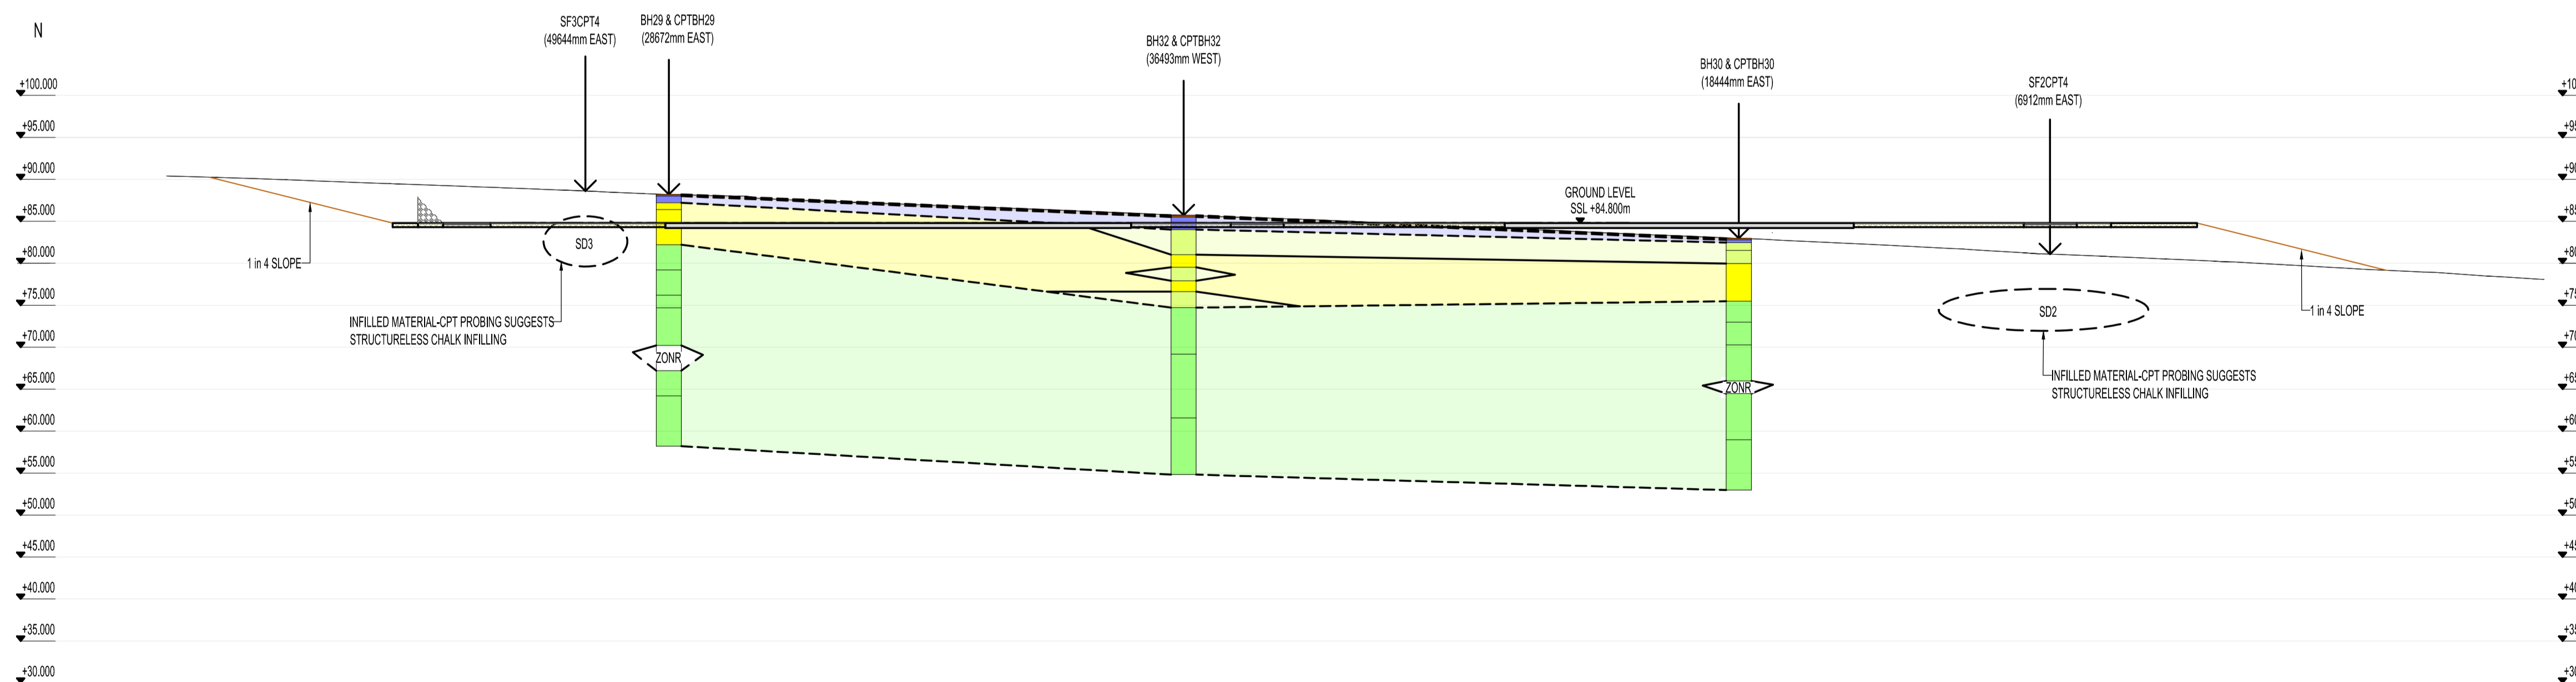 N
SF3CPT4
(49644mm EAST)
BH29 & CPTBH29
(28672mm EAST)
BH32 & CPTBH32
(36493mm WEST)
BH30 & CPTBH30
(18444mm EAST)
SF2CPT4
(6912mm EAST)
+100.000
+95.000
+90.000
+85.000
+80.000
+75.000
+70.000
+65.000
+60.000
+55.000
+50.000
+45.000
+40.000
+35.000
+30.000
GROUND LEVEL
SSL +84.800m
1 in 4 SLOPE
SD3
INFILLED MATERIAL-CPT PROBING SUGGESTS
STRUCTURELESS CHALK INFILLING
ZONR
ZONR
SD2
1 in 4 SLOPE
INFILLED MATERIAL-CPT PROBING SUGGESTS
STRUCTURELESS CHALK INFILLING